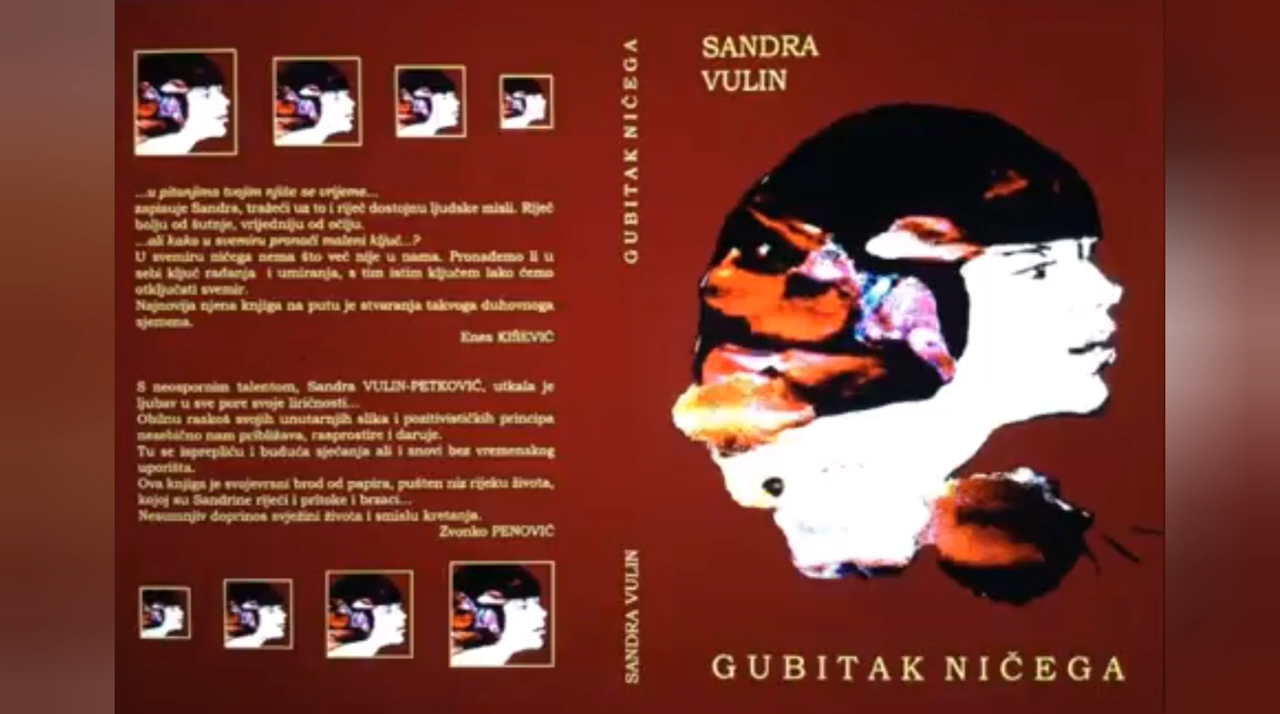 ...u pitanjima tvojim njiše se vrijeme...
zapisuje Sandra, tražeći uz to i riječ dostojnu ljudske misli. Riječ
bolju od šutnje, vrijedniju od očiju.
...ali kako u svemiru pronaći maleni ključ...?
U svemiru ničega nema što već nije u nama. Pronađemo li u
sebi ključ rađanja i umiranja, s tim istim ključem lako ćemo
otključati svemir.
Najnovija njena knjiga na putu je stvaranja takvoga duhovnoga
sjemena.
Enes KIŠEVIĆ
S neospornim talentom, Sandra VULIN-PETKOVIĆ, utkala je
ljubav u sve pore svoje liričnosti...
Obilnu raskoš svojih unutarnjih slika i pozitivističkih principa
nesebično nam približava, rasprostire i daruje.
Tu se isprepliću i buduća sjećanja ali i snovi bez vremenskog
uporišta.
Ova knjiga je svojevrsni brod od papira, pušten niz rijeku života,
kojoj su Sandrine riječi i pritoke i brzaci...
Nesumnjiv doprinos svježini života i smislu kretanja.
Zvonko PENOVIĆ
GUBITAK NIČEGA
SANDRA VULIN
SANDRA
VULIN
GUBITAK NIČEGA